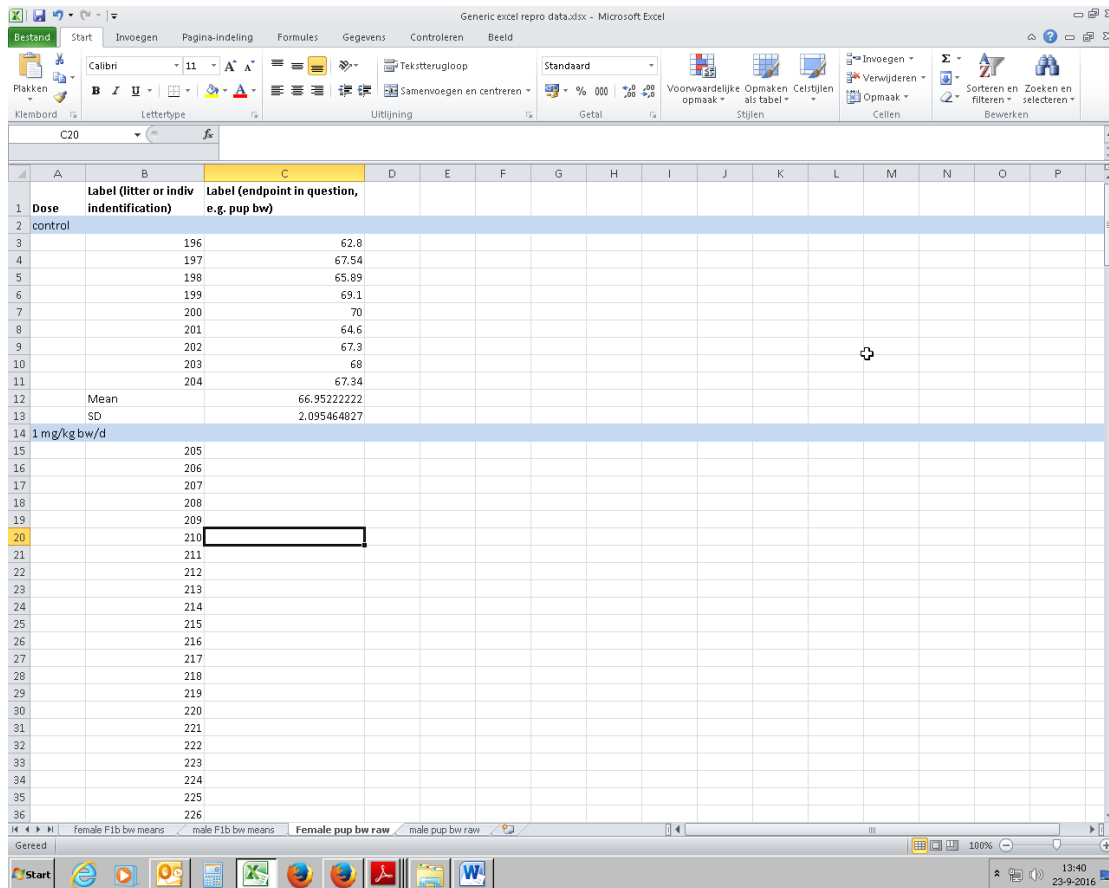 Generic excel repro data.xlsx - Microsoft Excel
Bestand Start Invoegen Pagina-indeling Formules Gegevens Controleren Beeld
Plakken
Calibri 11 A A
B I U A
Tekstterugloop
Samenvoegen en centreren
Standaard
% 000
Voorwaardelijke opmaak
Opmaken als tabel
Celstijlen
Invoegen
Verwijderen
Opmaak
Σ
Sorteren en filteren
Zoeken en selecteren
Klembord Lettertype Uitlijning Getal Stijlen Cellen Bewerken
C20 fx
A B C D E F G H I J K L M N O P
Label (litter or indiv Label (endpoint in question,
1 Dose indentification) e.g. pup bw)
2 control
3 196 62.8
4 197 67.54
5 198 65.89
6 199 69.1
7 200 70
8 201 64.6
9 202 67.3
10 203 68
11 204 67.34
12 Mean 66.95222222
13 SD 2.095464827
14 1 mg/kg bw/d
15 205
16 206
17 207
18 208
19 209
20 210
21 211
22 212
23 213
24 214
25 215
26 216
27 217
28 218
29 219
30 220
31 221
32 222
33 223
34 224
35 225
36 226
female F1b bw means male F1b bw means Female pup bw raw male pup bw raw
Gereed 100%
Start 13:40
23-9-2016